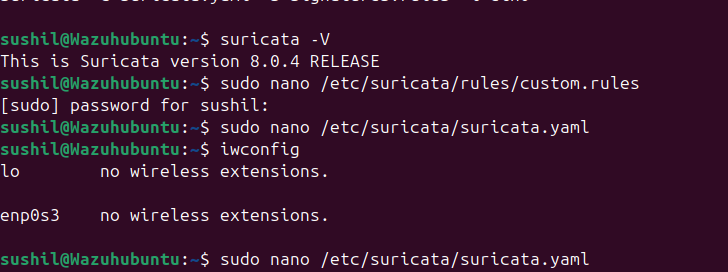 sushil@Wazuhubuntu:~$ suricata -V
This is Suricata version 8.0.4 RELEASE
sushil@Wazuhubuntu:~$ sudo nano /etc/suricata/rules/custom.rules
[sudo] password for sushil:
sushil@Wazuhubuntu:~$ sudo nano /etc/suricata/suricata.yaml
sushil@Wazuhubuntu:~$ iwconfig
lo        no wireless extensions.
enp0s3    no wireless extensions.
sushil@Wazuhubuntu:~$ sudo nano /etc/suricata/suricata.yaml